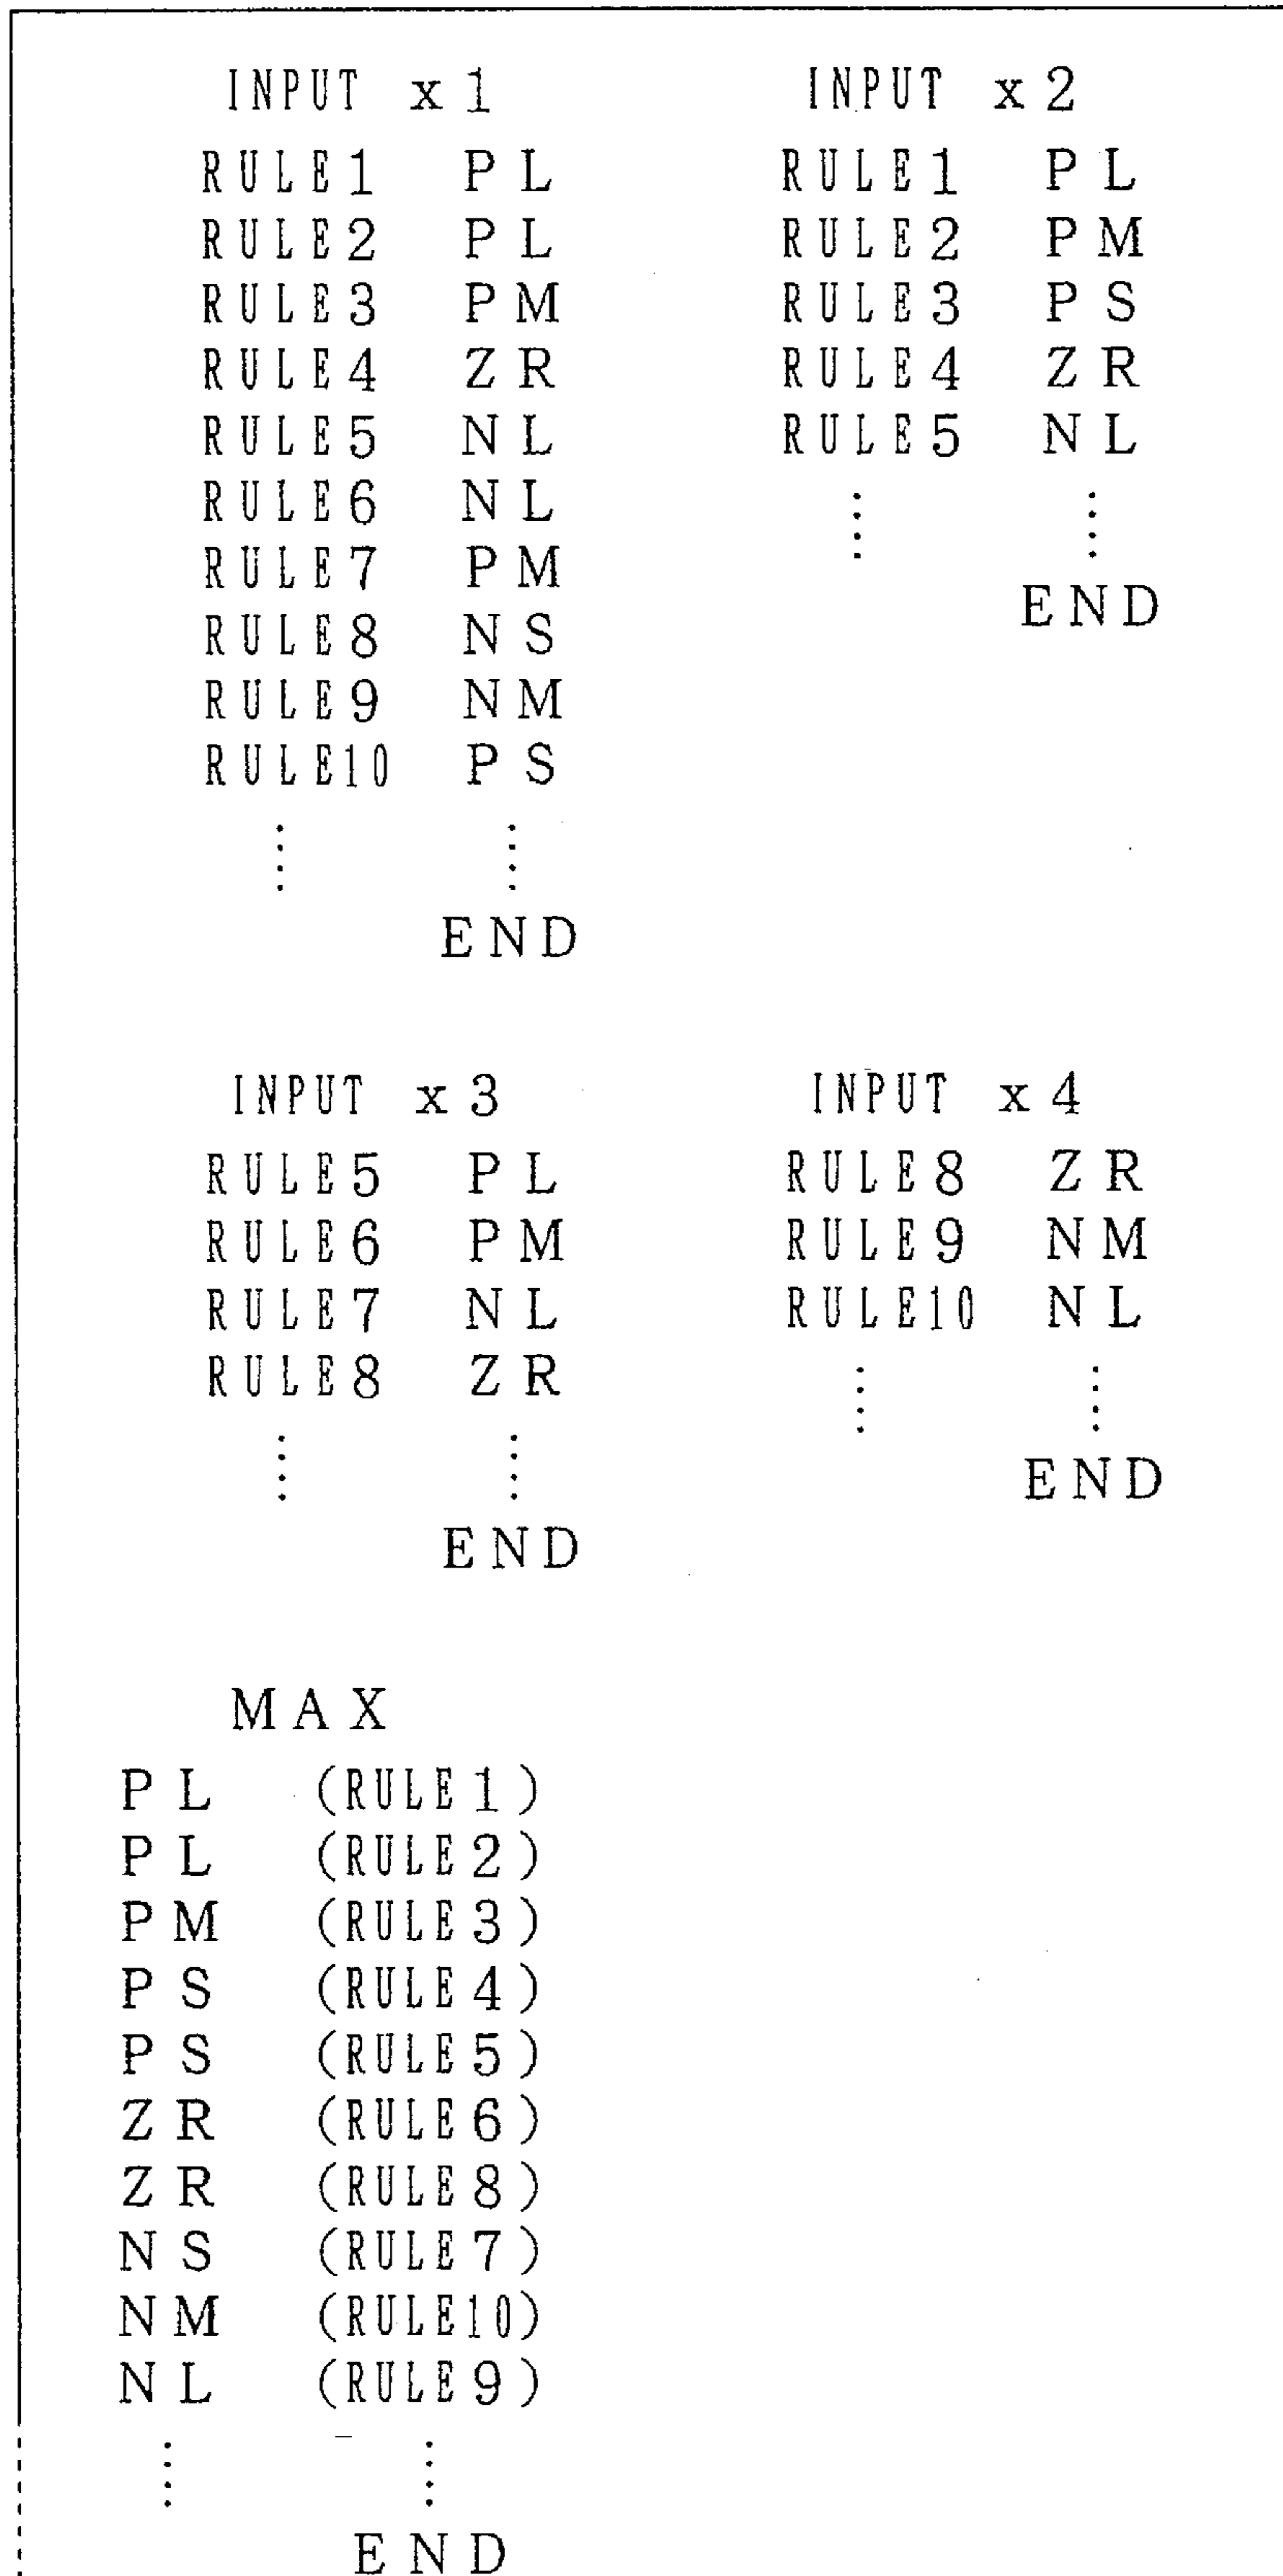 INPUT x1
RULE1 PL
RULE2 PL
RULE3 PM
RULE4 ZR
RULE5 NL
RULE6 NL
RULE7 PM
RULE8 NS
RULE9 NM
RULE10 PS
⋮ ⋮
END
INPUT x2
RULE1 PL
RULE2 PM
RULE3 PS
RULE4 ZR
RULE5 NL
⋮ ⋮
END
INPUT x3
RULE5 PL
RULE6 PM
RULE7 NL
RULE8 ZR
⋮ ⋮
END
INPUT x4
RULE8 ZR
RULE9 NM
RULE10 NL
⋮ ⋮
END
MAX
PL (RULE1)
PL (RULE2)
PM (RULE3)
PS (RULE4)
PS (RULE5)
ZR (RULE6)
ZR (RULE8)
NS (RULE7)
NM (RULE10)
NL (RULE9)
⋮ ⋮
END